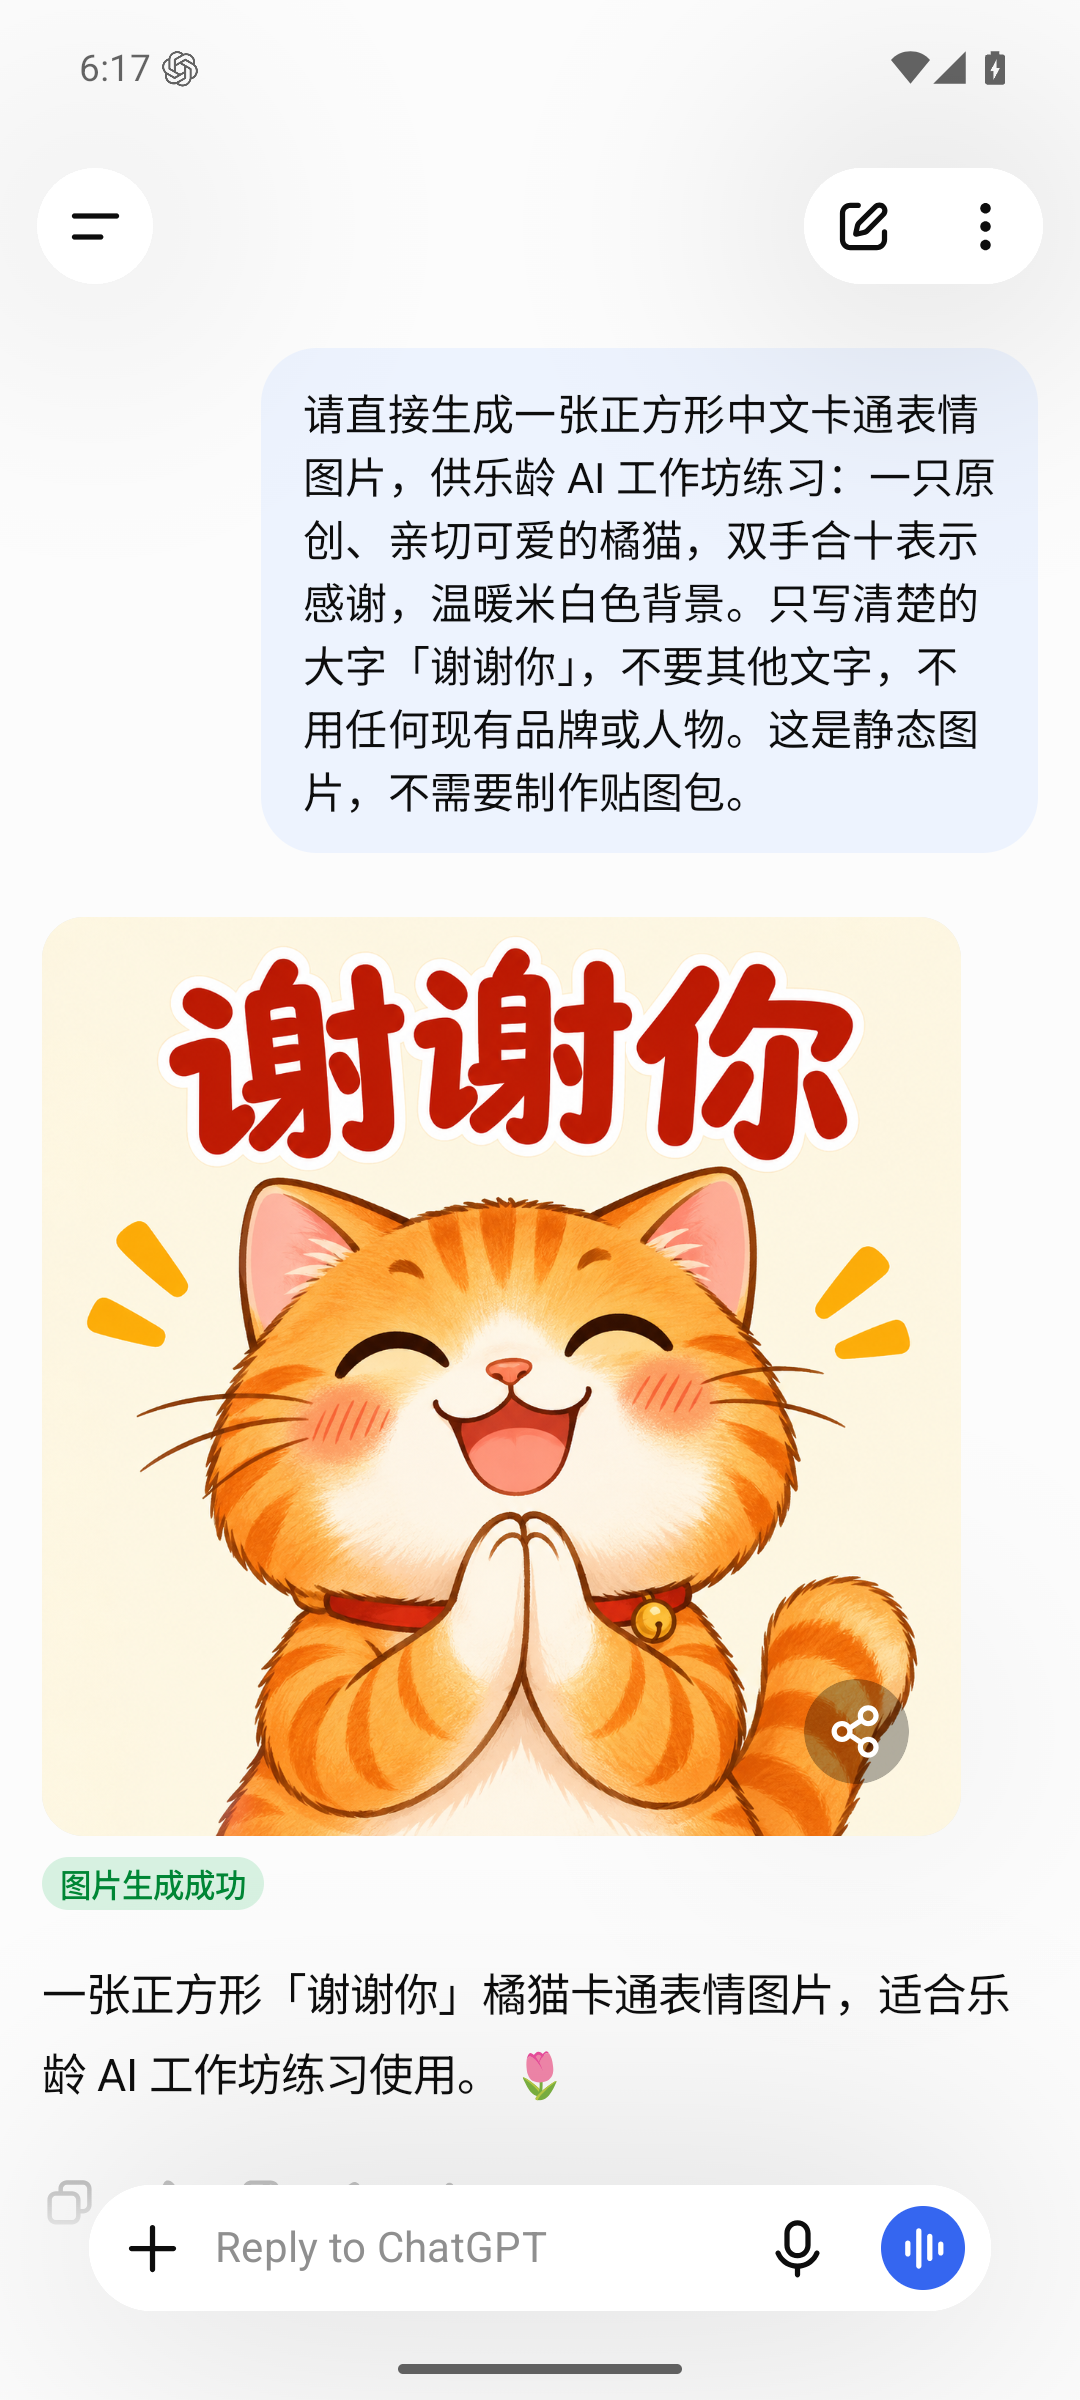 6:17
请直接生成一张正方形中文卡通表情
图片，供乐龄 AI 工作坊练习：一只原
创、亲切可爱的橘猫，双手合十表示
感谢，温暖米白色背景。只写清楚的
大字「谢谢你」，不要其他文字，不
用任何现有品牌或人物。这是静态图
片，不需要制作贴图包。
谢谢你
图片生成成功
一张正方形「谢谢你」橘猫卡通表情图片，适合乐
龄 AI 工作坊练习使用。🌷
Reply to ChatGPT